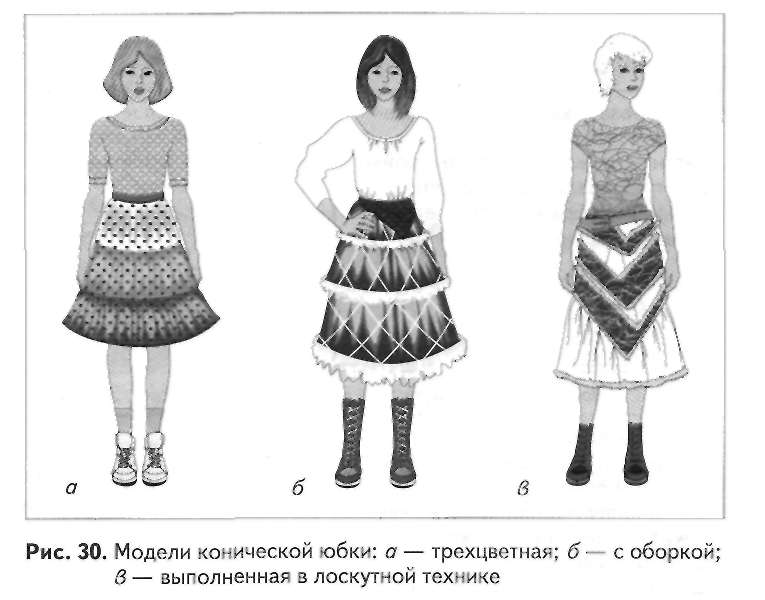 а
б
в
Рис. 30. Модели конической юбки: а — трехцветная; б — с оборкой;
в — выполненная в лоскутной технике